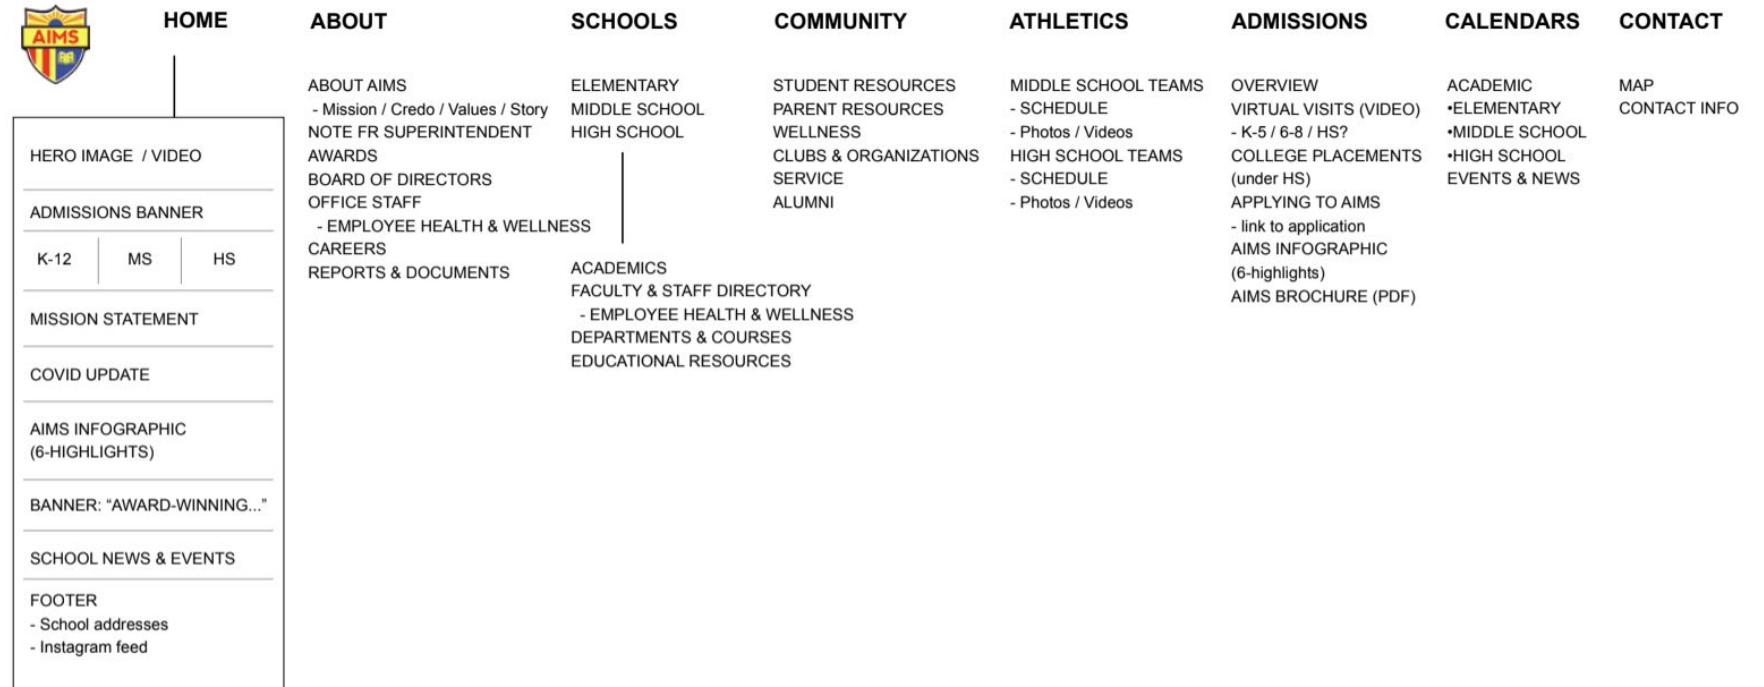 AIMS
HOME
HERO IMAGE / VIDEO
ADMISSIONS BANNER
K-12
MS
HS
MISSION STATEMENT
COVID UPDATE
AIMS INFOGRAPHIC
(6-HIGHLIGHTS)
BANNER: “AWARD-WINNING...”
SCHOOL NEWS & EVENTS
FOOTER
- School addresses
- Instagram feed
ABOUT
ABOUT AIMS
- Mission / Credo / Values / Story
NOTE FR SUPERINTENDENT
AWARDS
BOARD OF DIRECTORS
OFFICE STAFF
- EMPLOYEE HEALTH & WELLNESS
CAREERS
REPORTS & DOCUMENTS
SCHOOLS
ELEMENTARY
MIDDLE SCHOOL
HIGH SCHOOL
ACADEMICS
FACULTY & STAFF DIRECTORY
- EMPLOYEE HEALTH & WELLNESS
DEPARTMENTS & COURSES
EDUCATIONAL RESOURCES
COMMUNITY
STUDENT RESOURCES
PARENT RESOURCES
WELLNESS
CLUBS & ORGANIZATIONS
SERVICE
ALUMNI
ATHLETICS
MIDDLE SCHOOL TEAMS
- SCHEDULE
- Photos / Videos
HIGH SCHOOL TEAMS
- SCHEDULE
- Photos / Videos
ADMISSIONS
OVERVIEW
VIRTUAL VISITS (VIDEO)
- K-5 / 6-8 / HS?
COLLEGE PLACEMENTS
(under HS)
APPLYING TO AIMS
- link to application
AIMS INFOGRAPHIC
(6-highlights)
AIMS BROCHURE (PDF)
CALENDARS
ACADEMIC
•ELEMENTARY
•MIDDLE SCHOOL
•HIGH SCHOOL
EVENTS & NEWS
CONTACT
MAP
CONTACT INFO